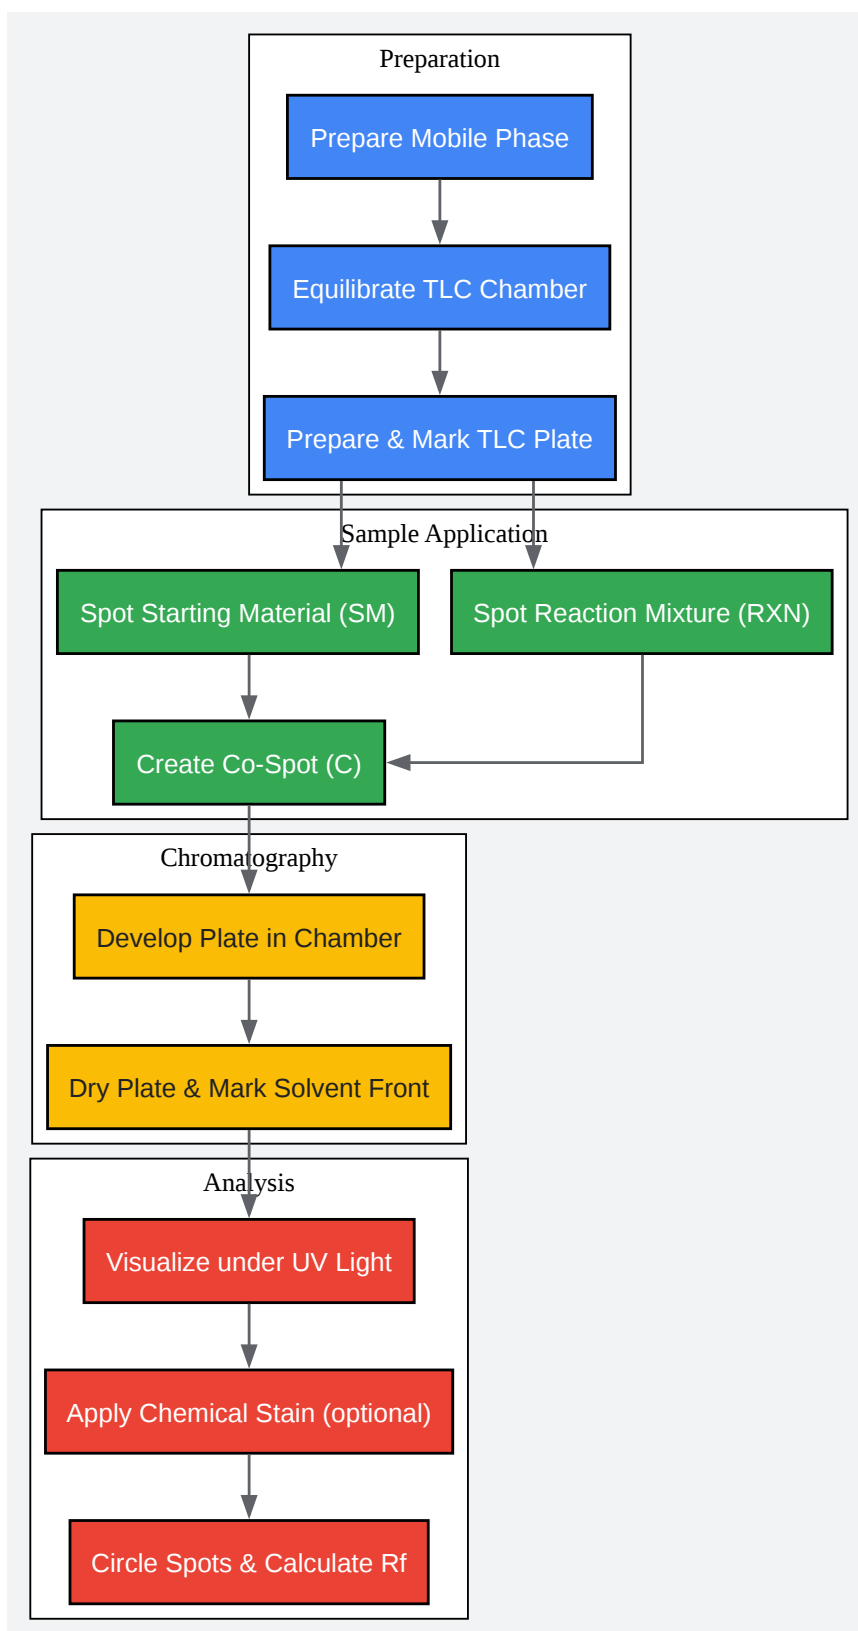 Preparation
Prepare Mobile Phase
Equilibrate TLC Chamber
Prepare & Mark TLC Plate
Sample Application
Spot Starting Material (SM)
Spot Reaction Mixture (RXN)
Create Co-Spot (C)
Chromatography
Develop Plate in Chamber
Dry Plate & Mark Solvent Front
Analysis
Visualize under UV Light
Apply Chemical Stain (optional)
Circle Spots & Calculate Rf